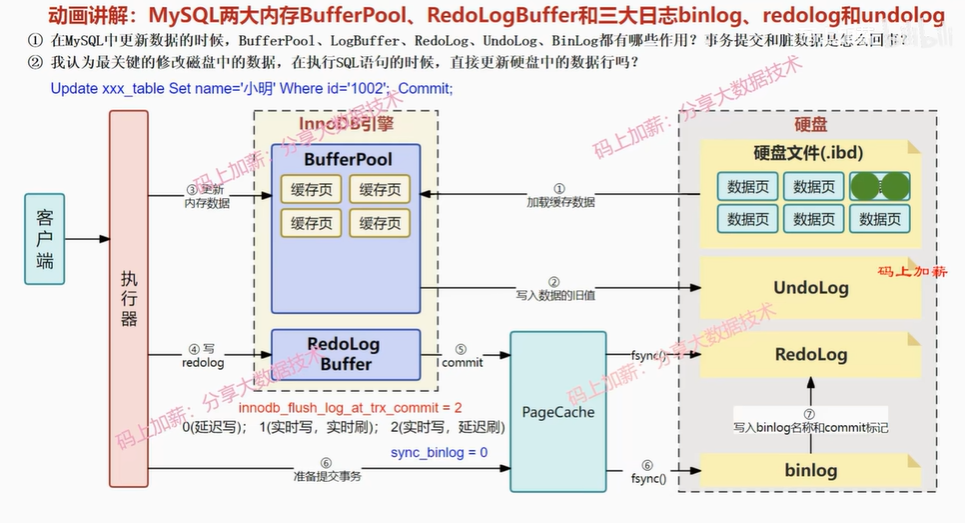 动画讲解：MySQL两大内存BufferPool、RedoLogBuffer和三大日志binlog、redolog和undolog
① 在MySQL中更新数据的时候，BufferPool、LogBuffer、RedoLog、UndoLog、BinLog都有哪些作用？事务提交和脏数据是怎么回事？
② 我认为最关键的修改磁盘中的数据，在执行SQL语句的时候，直接更新硬盘中的数据行吗？
Update xxx_table Set name='小明' Where id='1002'; Commit;
InnoDB引擎
硬盘
BufferPool
硬盘文件(.ibd)
缓存页
缓存页
缓存页
缓存页
数据页
数据页
数据页
数据页
数据页
③ 更新
内存数据
①
加载缓存数据
客户端
执行器
②
写入数据的旧值
UndoLog
码上加薪
④ 写
redolog
RedoLog
Buffer
⑤
commit
fsync()
RedoLog
PageCache
innodb_flush_log_at_trx_commit = 2
0(延迟写)； 1(实时写，实时刷)； 2(实时写，延迟刷)
⑦
写入binlog名称和commit标记
sync_binlog = 0
⑥
准备提交事务
⑥
fsync()
binlog
码上加薪：分享大数据技术
码上加薪：分享大数据技术
码上加薪：分享大数据技术
码上加薪：分享大数据技术